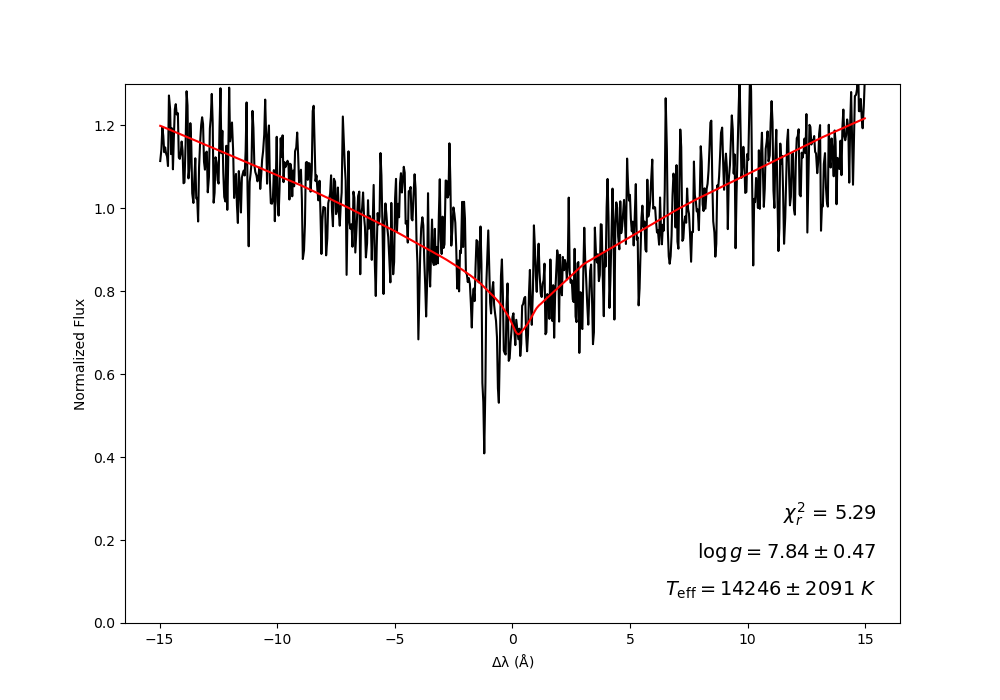 1.2
1.0
0.8
0.6
0.4
0.2
0.0
Normalized Flux
χ²ᵣ = 5.29
log g = 7.84 ± 0.47
T_eff = 14246 ± 2091 K
−15 −10 −5 0 5 10 15
Δλ (Å)